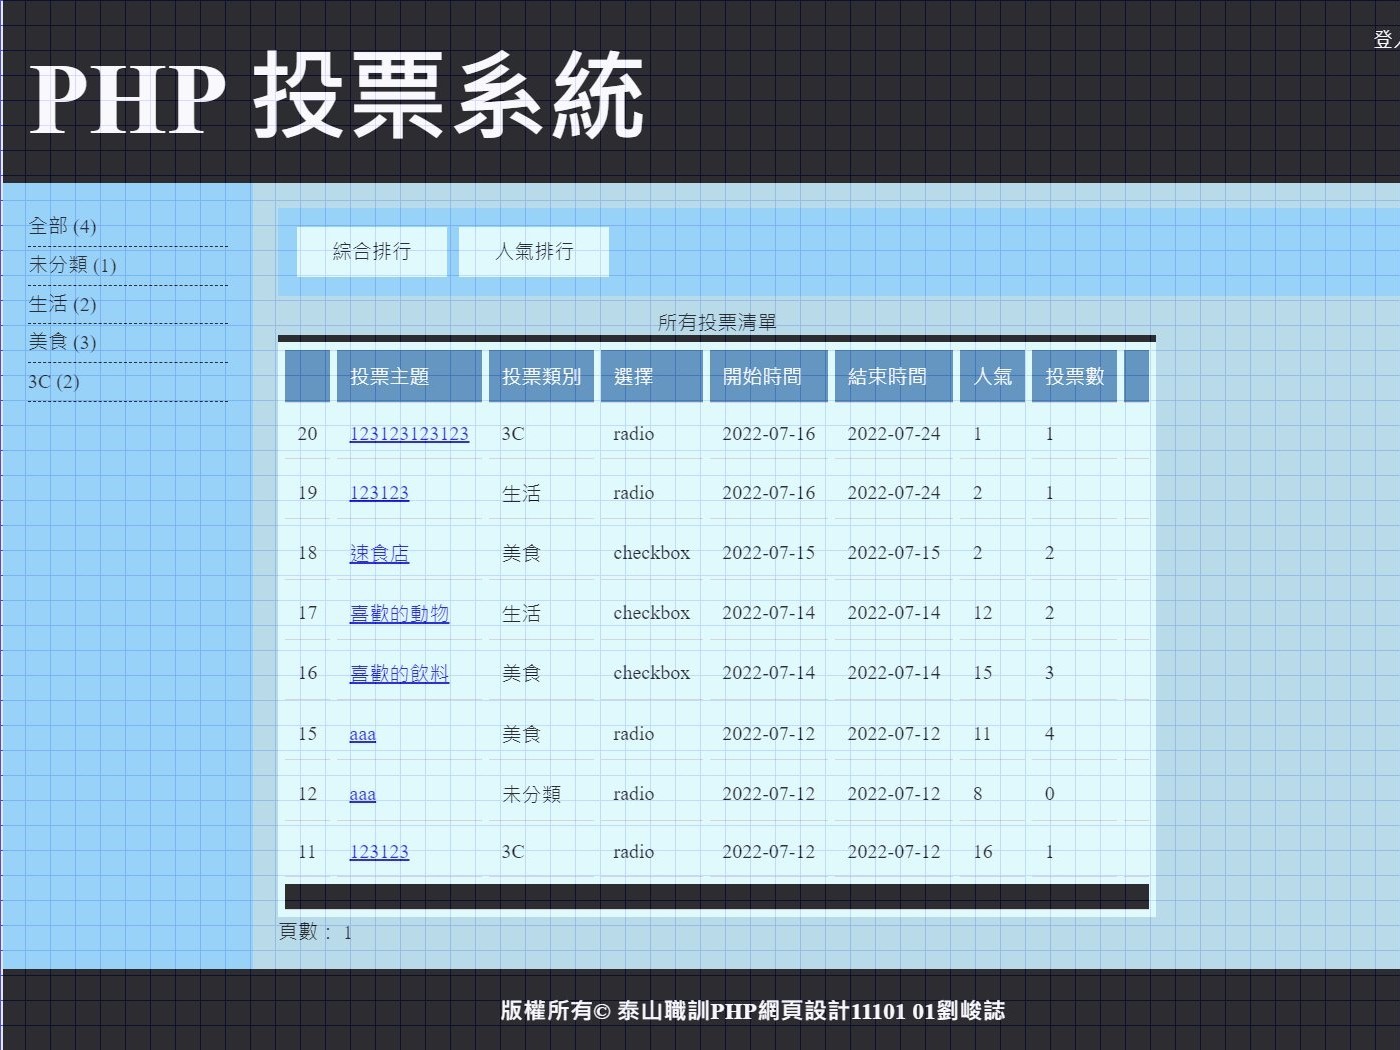 登入
PHP 投票系統
全部 (4)
未分類 (1)
生活 (2)
美食 (3)
3C (2)
綜合排行 人氣排行
所有投票清單
投票主題 投票類別 選擇 開始時間 結束時間 人氣 投票數
20 123123123123 3C radio 2022-07-16 2022-07-24 1 1
19 123123 生活 radio 2022-07-16 2022-07-24 2 1
18 速食店 美食 checkbox 2022-07-15 2022-07-15 2 2
17 喜歡的動物 生活 checkbox 2022-07-14 2022-07-14 12 2
16 喜歡的飲料 美食 checkbox 2022-07-14 2022-07-14 15 3
15 aaa 美食 radio 2022-07-12 2022-07-12 11 4
12 aaa 未分類 radio 2022-07-12 2022-07-12 8 0
11 123123 3C radio 2022-07-12 2022-07-12 16 1
頁數： 1
版權所有© 泰山職訓PHP網頁設計11101 01劉峻誌